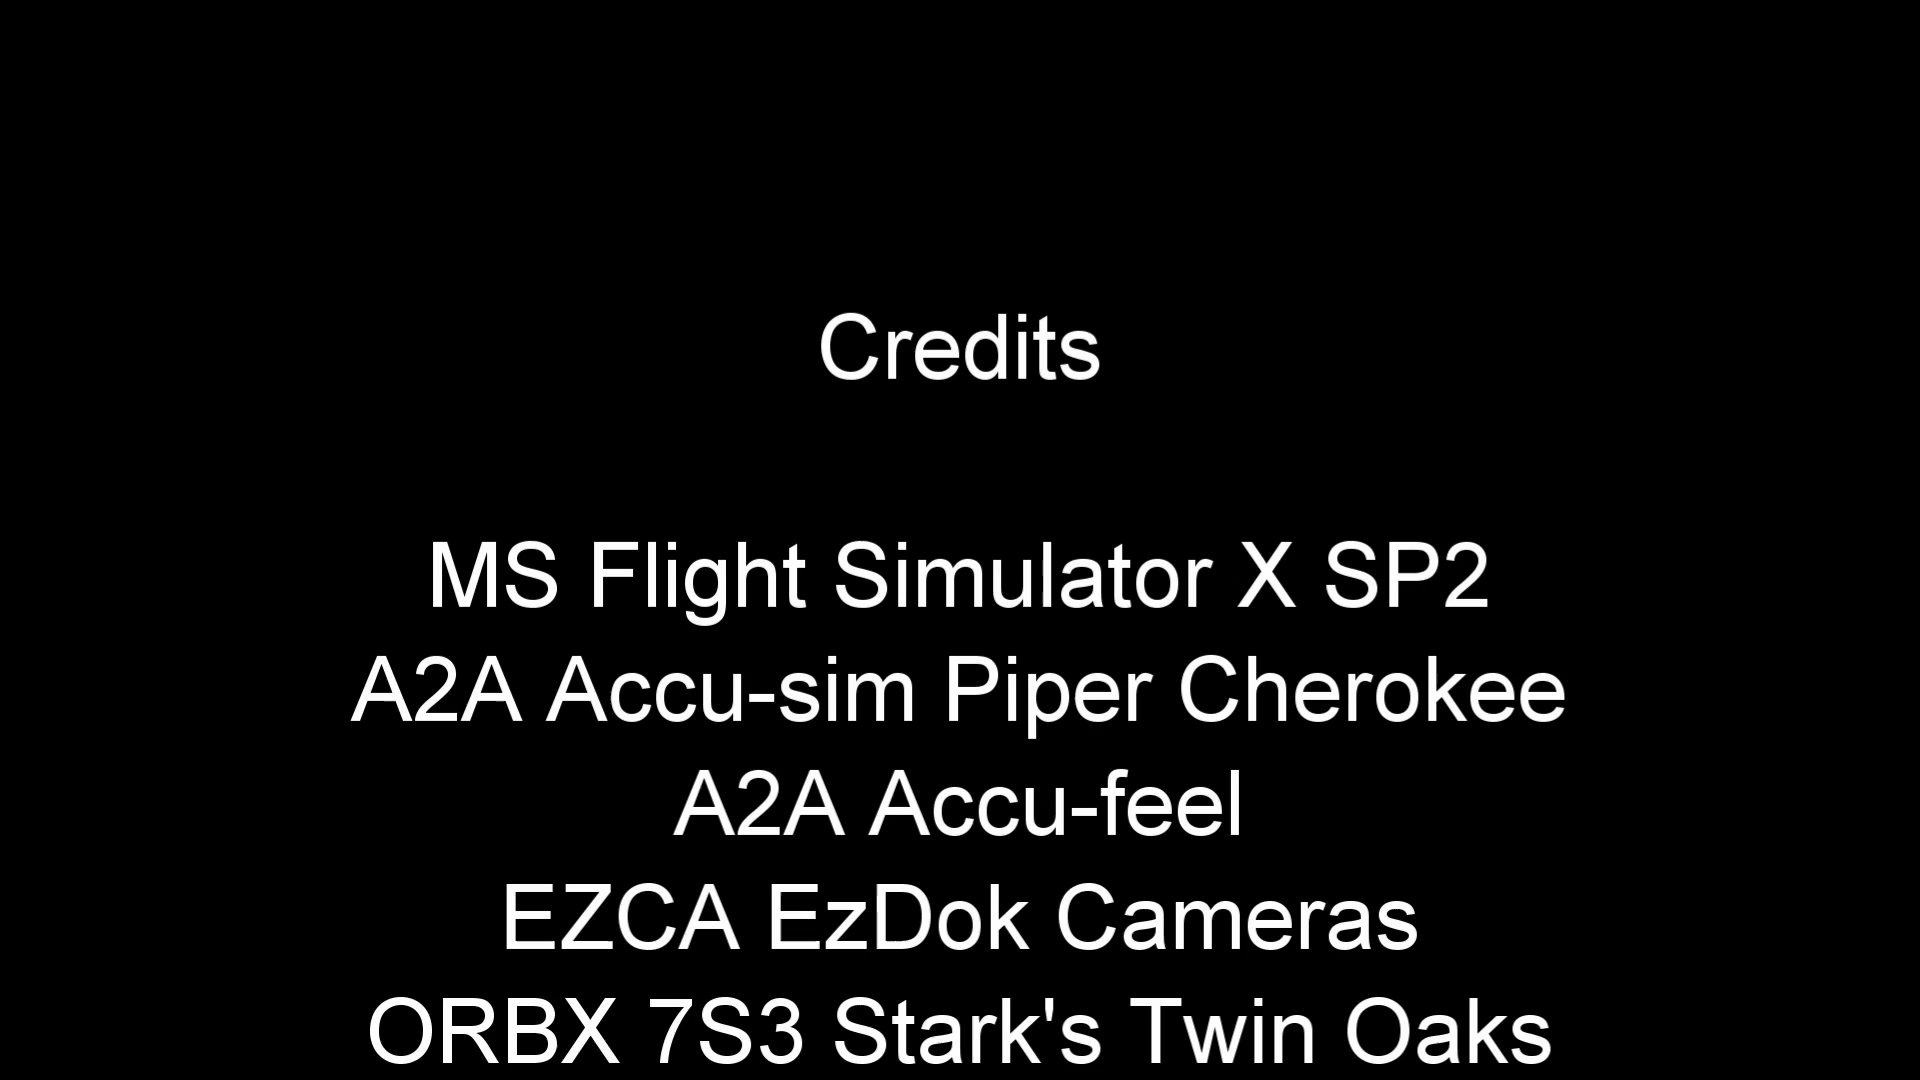 Credits
MS Flight Simulator X SP2
A2A Accu-sim Piper Cherokee
A2A Accu-feel
EZCA EzDok Cameras
ORBX 7S3 Stark's Twin Oaks